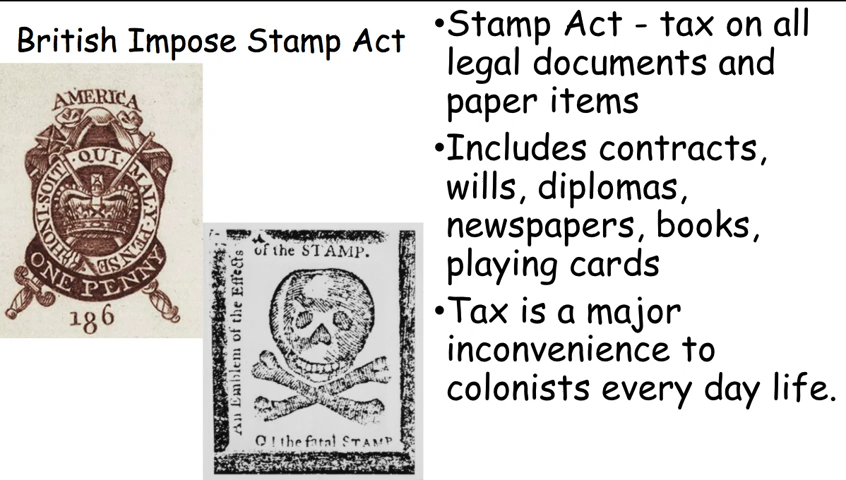 British Impose Stamp Act
AMERICA
HONI·SOIT·QUI·MAL·Y·PENSE
ONE PENNY
186
An Emblem of the Effects
of the STAMP.
O! the fatal STAMP
•Stamp Act - tax on all
legal documents and
paper items
•Includes contracts,
wills, diplomas,
newspapers, books,
playing cards
•Tax is a major
inconvenience to
colonists every day life.